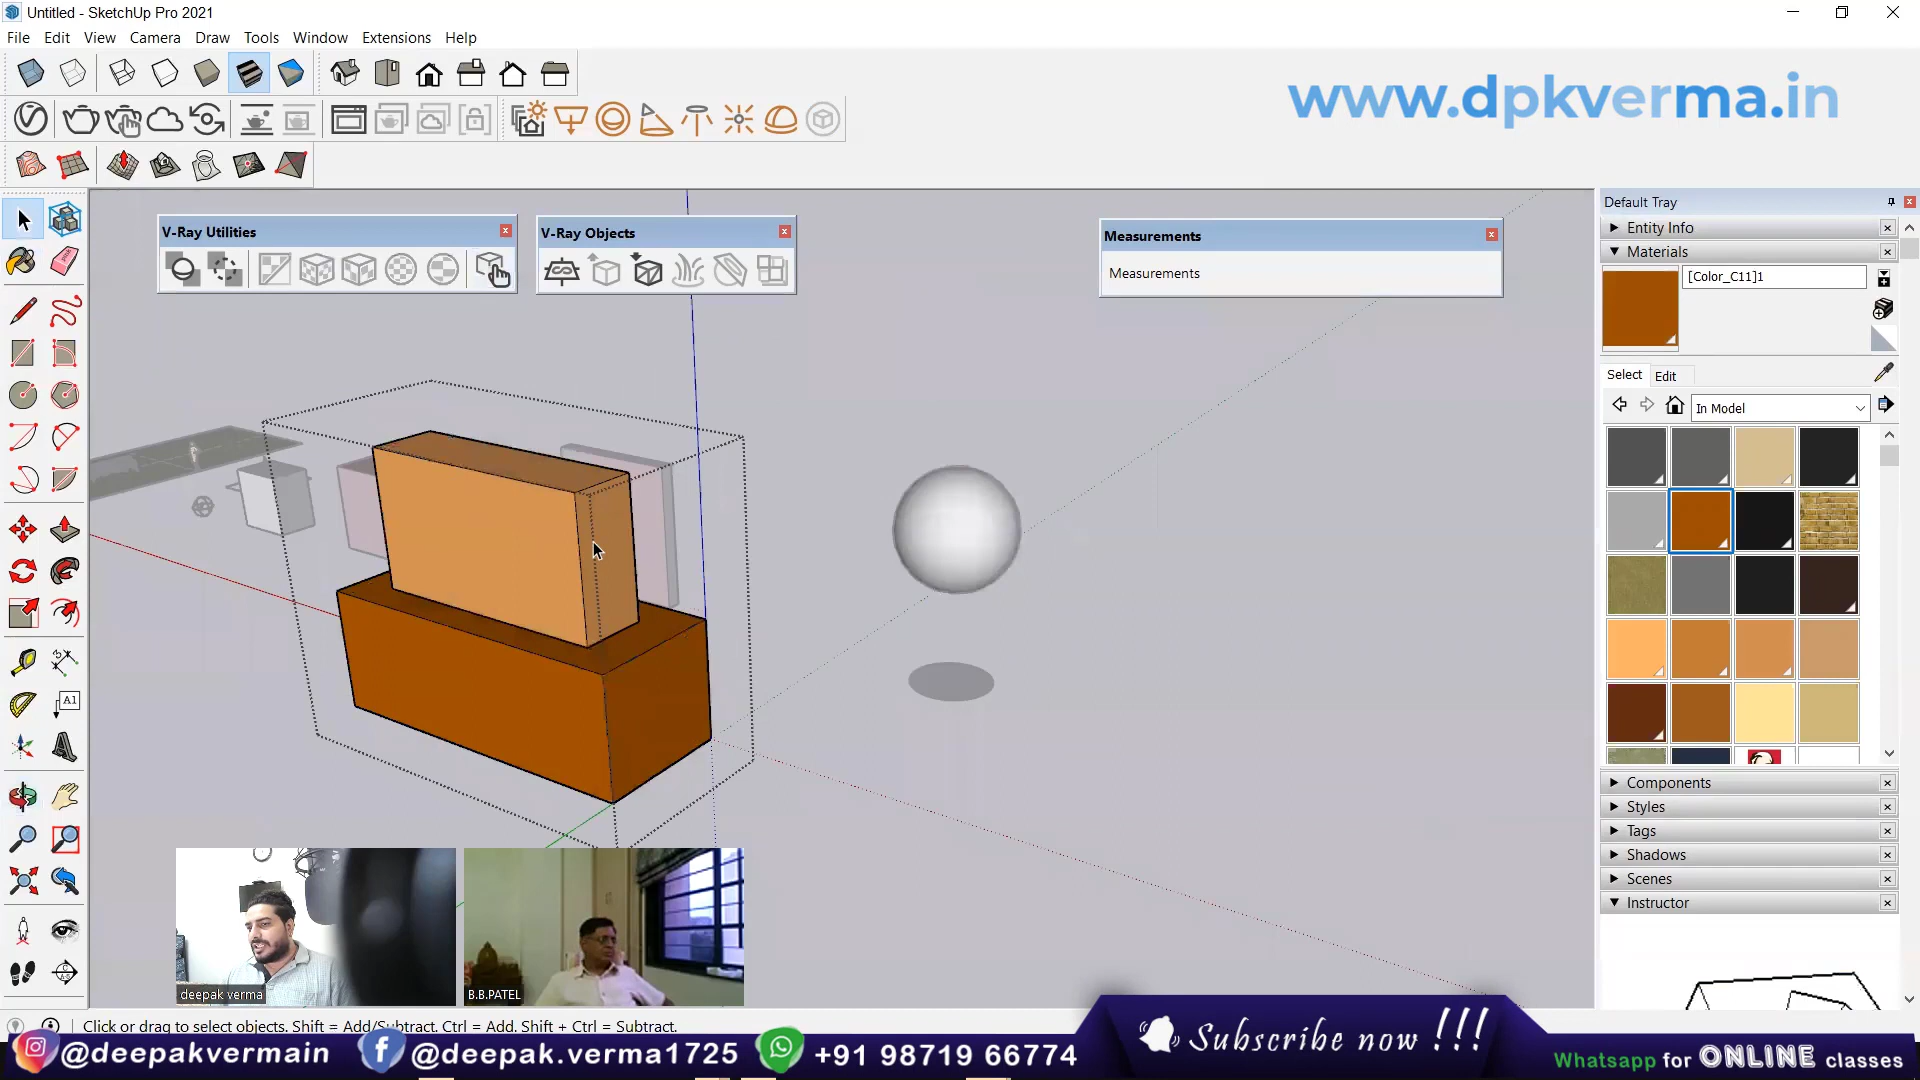 Untitled - SketchUp Pro 2021
File Edit View Camera Draw Tools Window Extensions Help
www.dpkverma.in
V-Ray Utilities
V-Ray Objects
Measurements
Measurements
Default Tray
Entity Info
Materials
[Color_C11]1
Select Edit
In Model
Components
Styles
Tags
Shadows
Scenes
Instructor
A1
deepak verma
B.B.PATEL
Click or drag to select objects. Shift = Add/Subtract. Ctrl = Add. Shift + Ctrl = Subtract.
@deepakvermain @deepak.verma1725 +91 98719 66774
Subscribe now !!!
Whatsapp for ONLINE classes